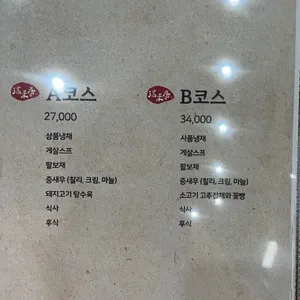 A코스
27,000
삼품냉채
게살스프
팔보채
중새우 (칠리, 크림, 마늘)
돼지고기 탕수육
식사
후식
B코스
34,000
사품냉채
게살스프
팔보채
중새우 (칠리, 크림, 마늘)
소고기 고추잡채와 꽃빵
식사
후식